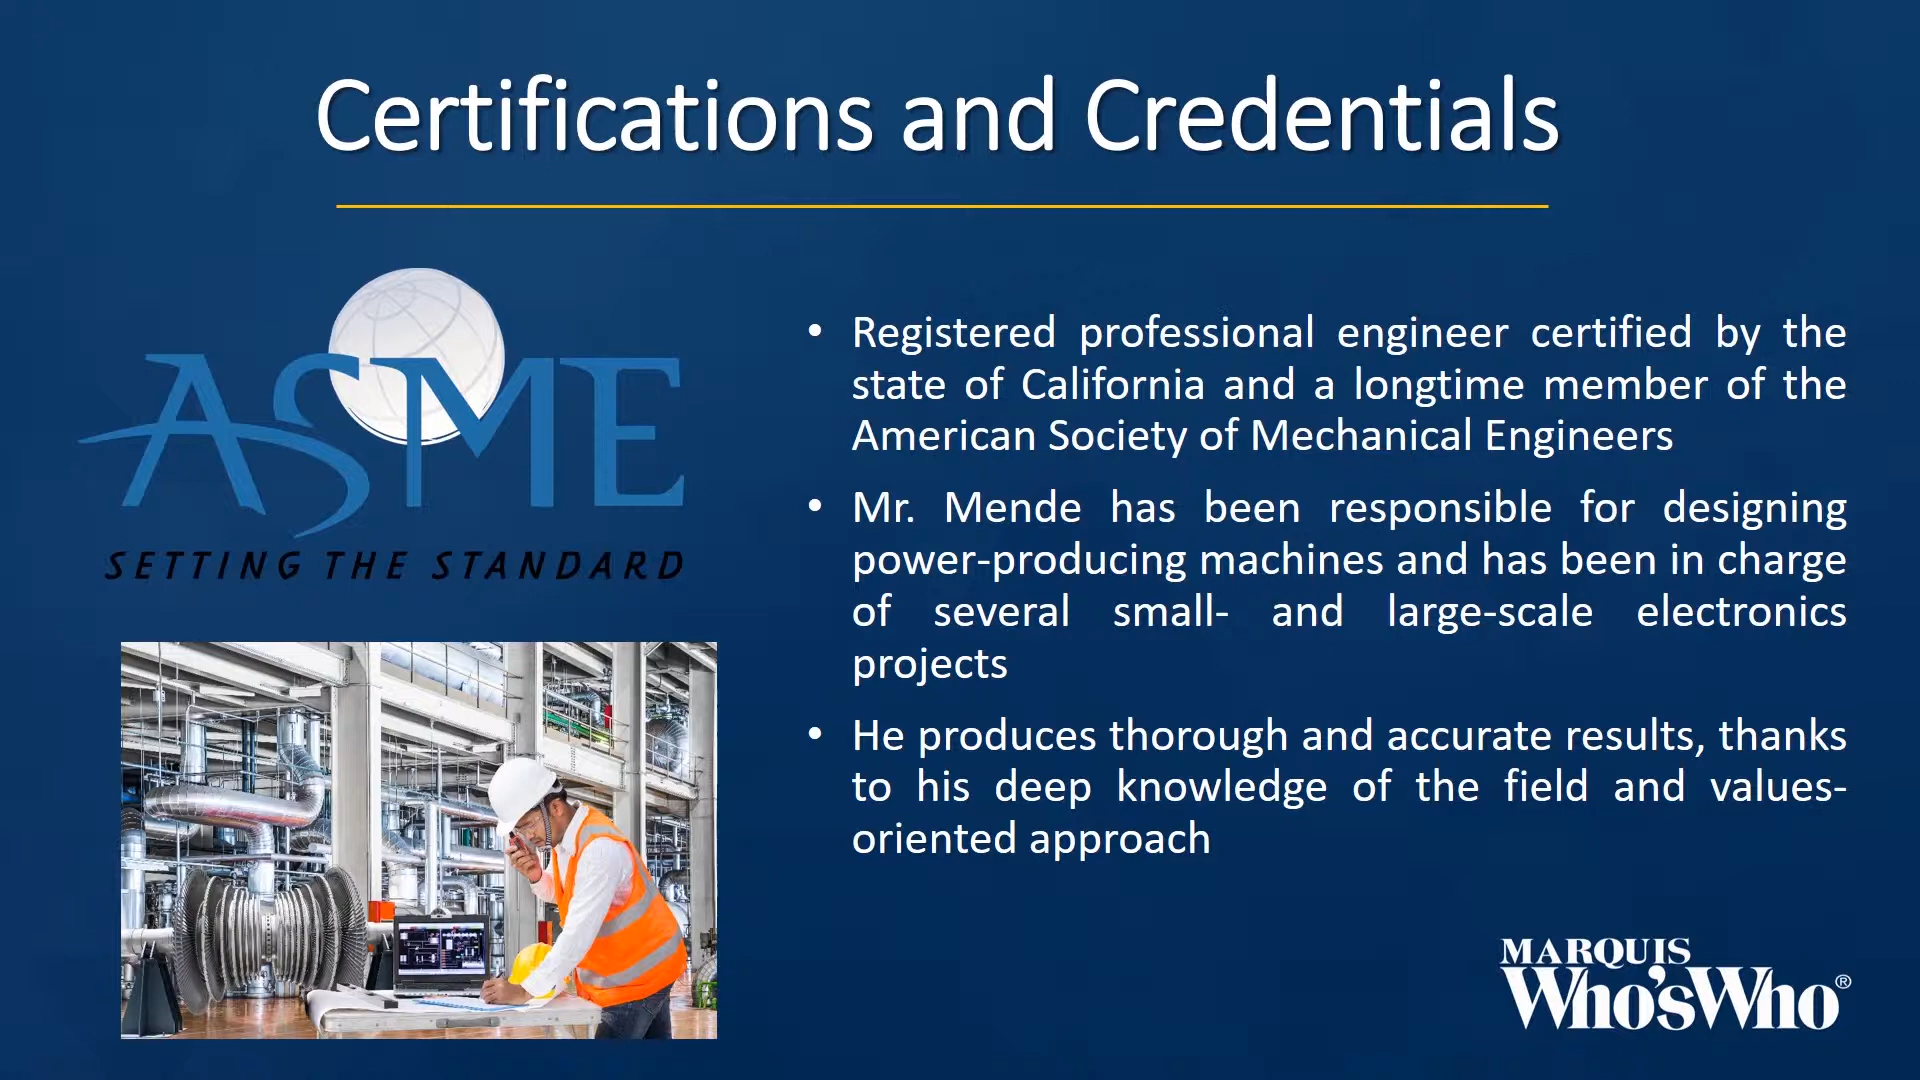 Certifications and Credentials
ASME
SETTING THE STANDARD
• Registered professional engineer certified by the
state of California and a longtime member of the
American Society of Mechanical Engineers
• Mr. Mende has been responsible for designing
power-producing machines and has been in charge
of several small- and large-scale electronics
projects
• He produces thorough and accurate results, thanks
to his deep knowledge of the field and values-
oriented approach
MARQUIS
Who'sWho®